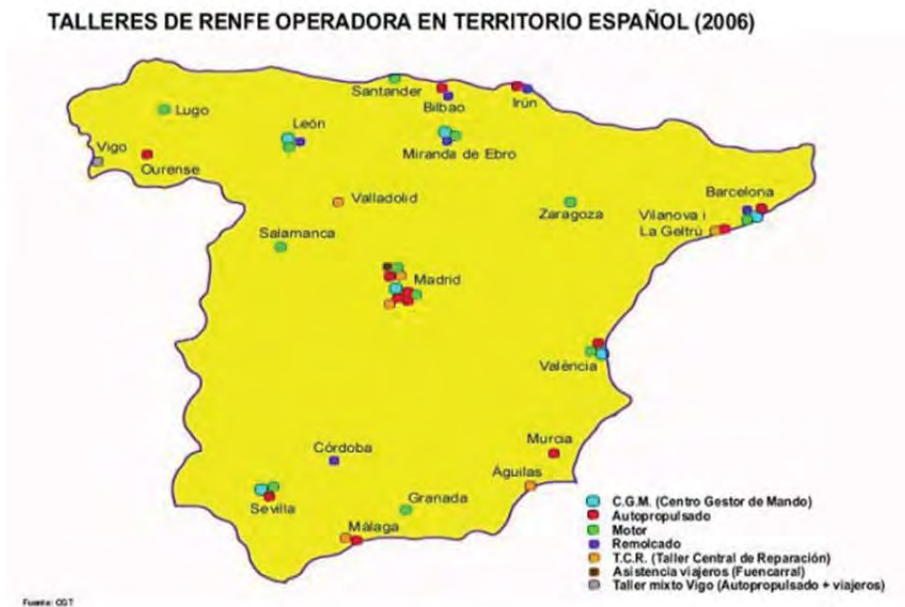 TALLERES DE RENFE OPERADORA EN TERRITORIO ESPAÑOL (2006)
Santander
Bilbao
Irún
Lugo
León
Miranda de Ebro
Vigo
Ourense
Valladolid
Zaragoza
Barcelona
Vilanova i
La Geltrú
Salamanca
Madrid
València
Córdoba
Murcia
Águilas
Sevilla
Granada
Málaga
C.G.M. (Centro Gestor de Mando)
Autopropulsado
Motor
Remolcado
T.C.R. (Taller Central de Reparación)
Asistencia viajeros (Fuencarral)
Taller mixto Vigo (Autopropulsado + viajeros)
Fuente: CGT